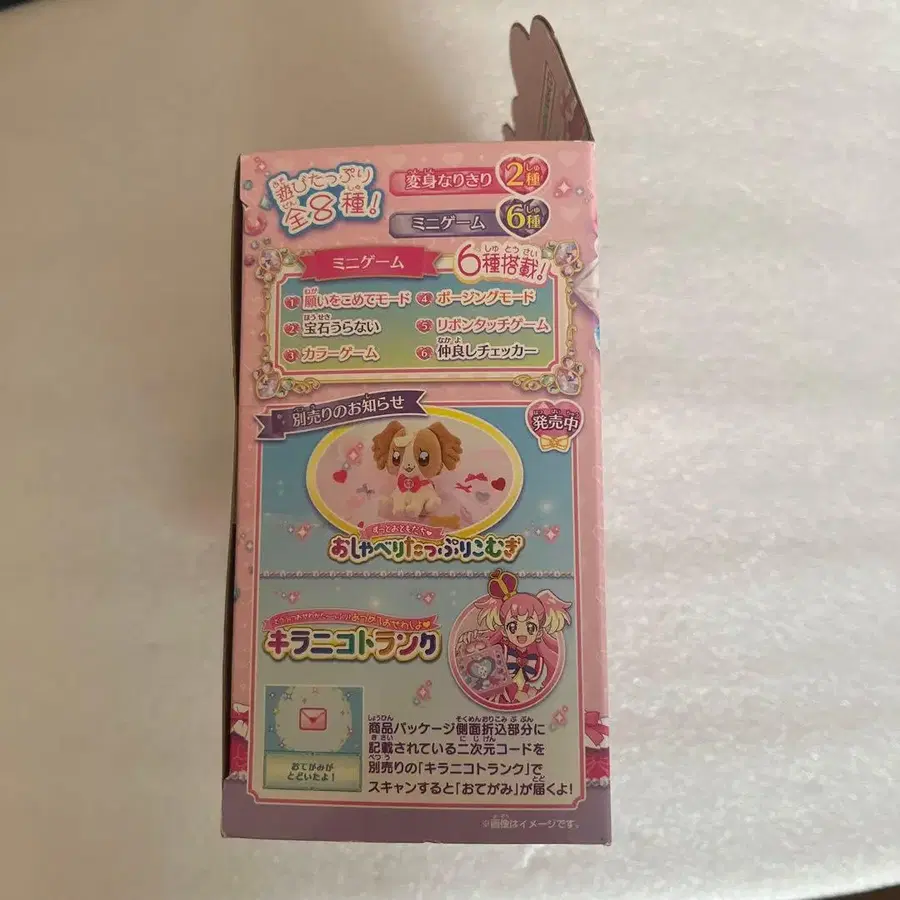 遊びたっぷり
全8種!
変身なりきり 2種
ミニゲーム 6種
ミニゲーム 6種搭載!
1 願いをこめてモード 4 ポージングモード
2 宝石うらない 5 リボンタッチゲーム
3 カラーゲーム 6 仲良しチェッカー
別売りのお知らせ
発売中
ずっとおともだち♥
おしゃべりたっぷりこむぎ
キラニコトランク
おてがみが
とどいたよ!
商品パッケージ側面折込部分に
記載されている二次元コードを
別売りの「キラニコトランク」で
スキャンすると「おてがみ」が届くよ!
※画像はイメージです。